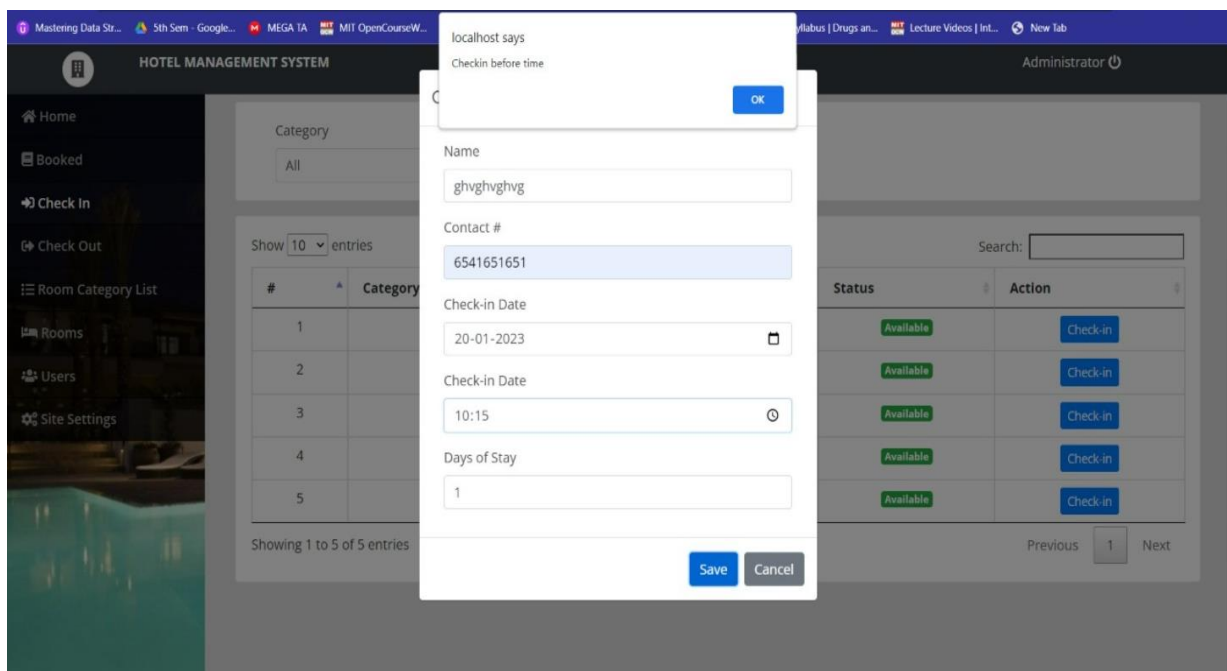 Mastering Data Str... 5th Sem - Google... MEGA TA MIT OpenCourseW... yllabus | Drugs an... Lecture Videos | Int... New Tab
localhost says
Checkin before time
OK
HOTEL MANAGEMENT SYSTEM Administrator
Home
Booked
Check In
Check Out
Room Category List
Rooms
Users
Site Settings
Category
All
Show 10 entries Search:
# Category Status Action
1 Available Check-in
2 Available Check-in
3 Available Check-in
4 Available Check-in
5 Available Check-in
Showing 1 to 5 of 5 entries Previous 1 Next
Name
ghvghvghvg
Contact #
6541651651
Check-in Date
20-01-2023
Check-in Date
10:15
Days of Stay
1
Save Cancel